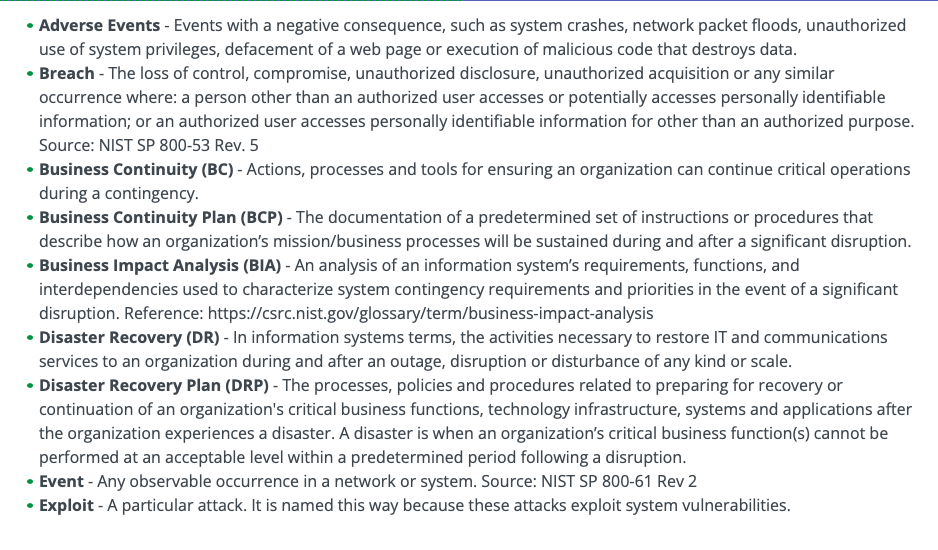 • Adverse Events - Events with a negative consequence, such as system crashes, network packet floods, unauthorized
use of system privileges, defacement of a web page or execution of malicious code that destroys data.
• Breach - The loss of control, compromise, unauthorized disclosure, unauthorized acquisition or any similar
occurrence where: a person other than an authorized user accesses or potentially accesses personally identifiable
information; or an authorized user accesses personally identifiable information for other than an authorized purpose.
Source: NIST SP 800-53 Rev. 5
• Business Continuity (BC) - Actions, processes and tools for ensuring an organization can continue critical operations
during a contingency.
• Business Continuity Plan (BCP) - The documentation of a predetermined set of instructions or procedures that
describe how an organization’s mission/business processes will be sustained during and after a significant disruption.
• Business Impact Analysis (BIA) - An analysis of an information system’s requirements, functions, and
interdependencies used to characterize system contingency requirements and priorities in the event of a significant
disruption. Reference: https://csrc.nist.gov/glossary/term/business-impact-analysis
• Disaster Recovery (DR) - In information systems terms, the activities necessary to restore IT and communications
services to an organization during and after an outage, disruption or disturbance of any kind or scale.
• Disaster Recovery Plan (DRP) - The processes, policies and procedures related to preparing for recovery or
continuation of an organization's critical business functions, technology infrastructure, systems and applications after
the organization experiences a disaster. A disaster is when an organization’s critical business function(s) cannot be
performed at an acceptable level within a predetermined period following a disruption.
• Event - Any observable occurrence in a network or system. Source: NIST SP 800-61 Rev 2
• Exploit - A particular attack. It is named this way because these attacks exploit system vulnerabilities.